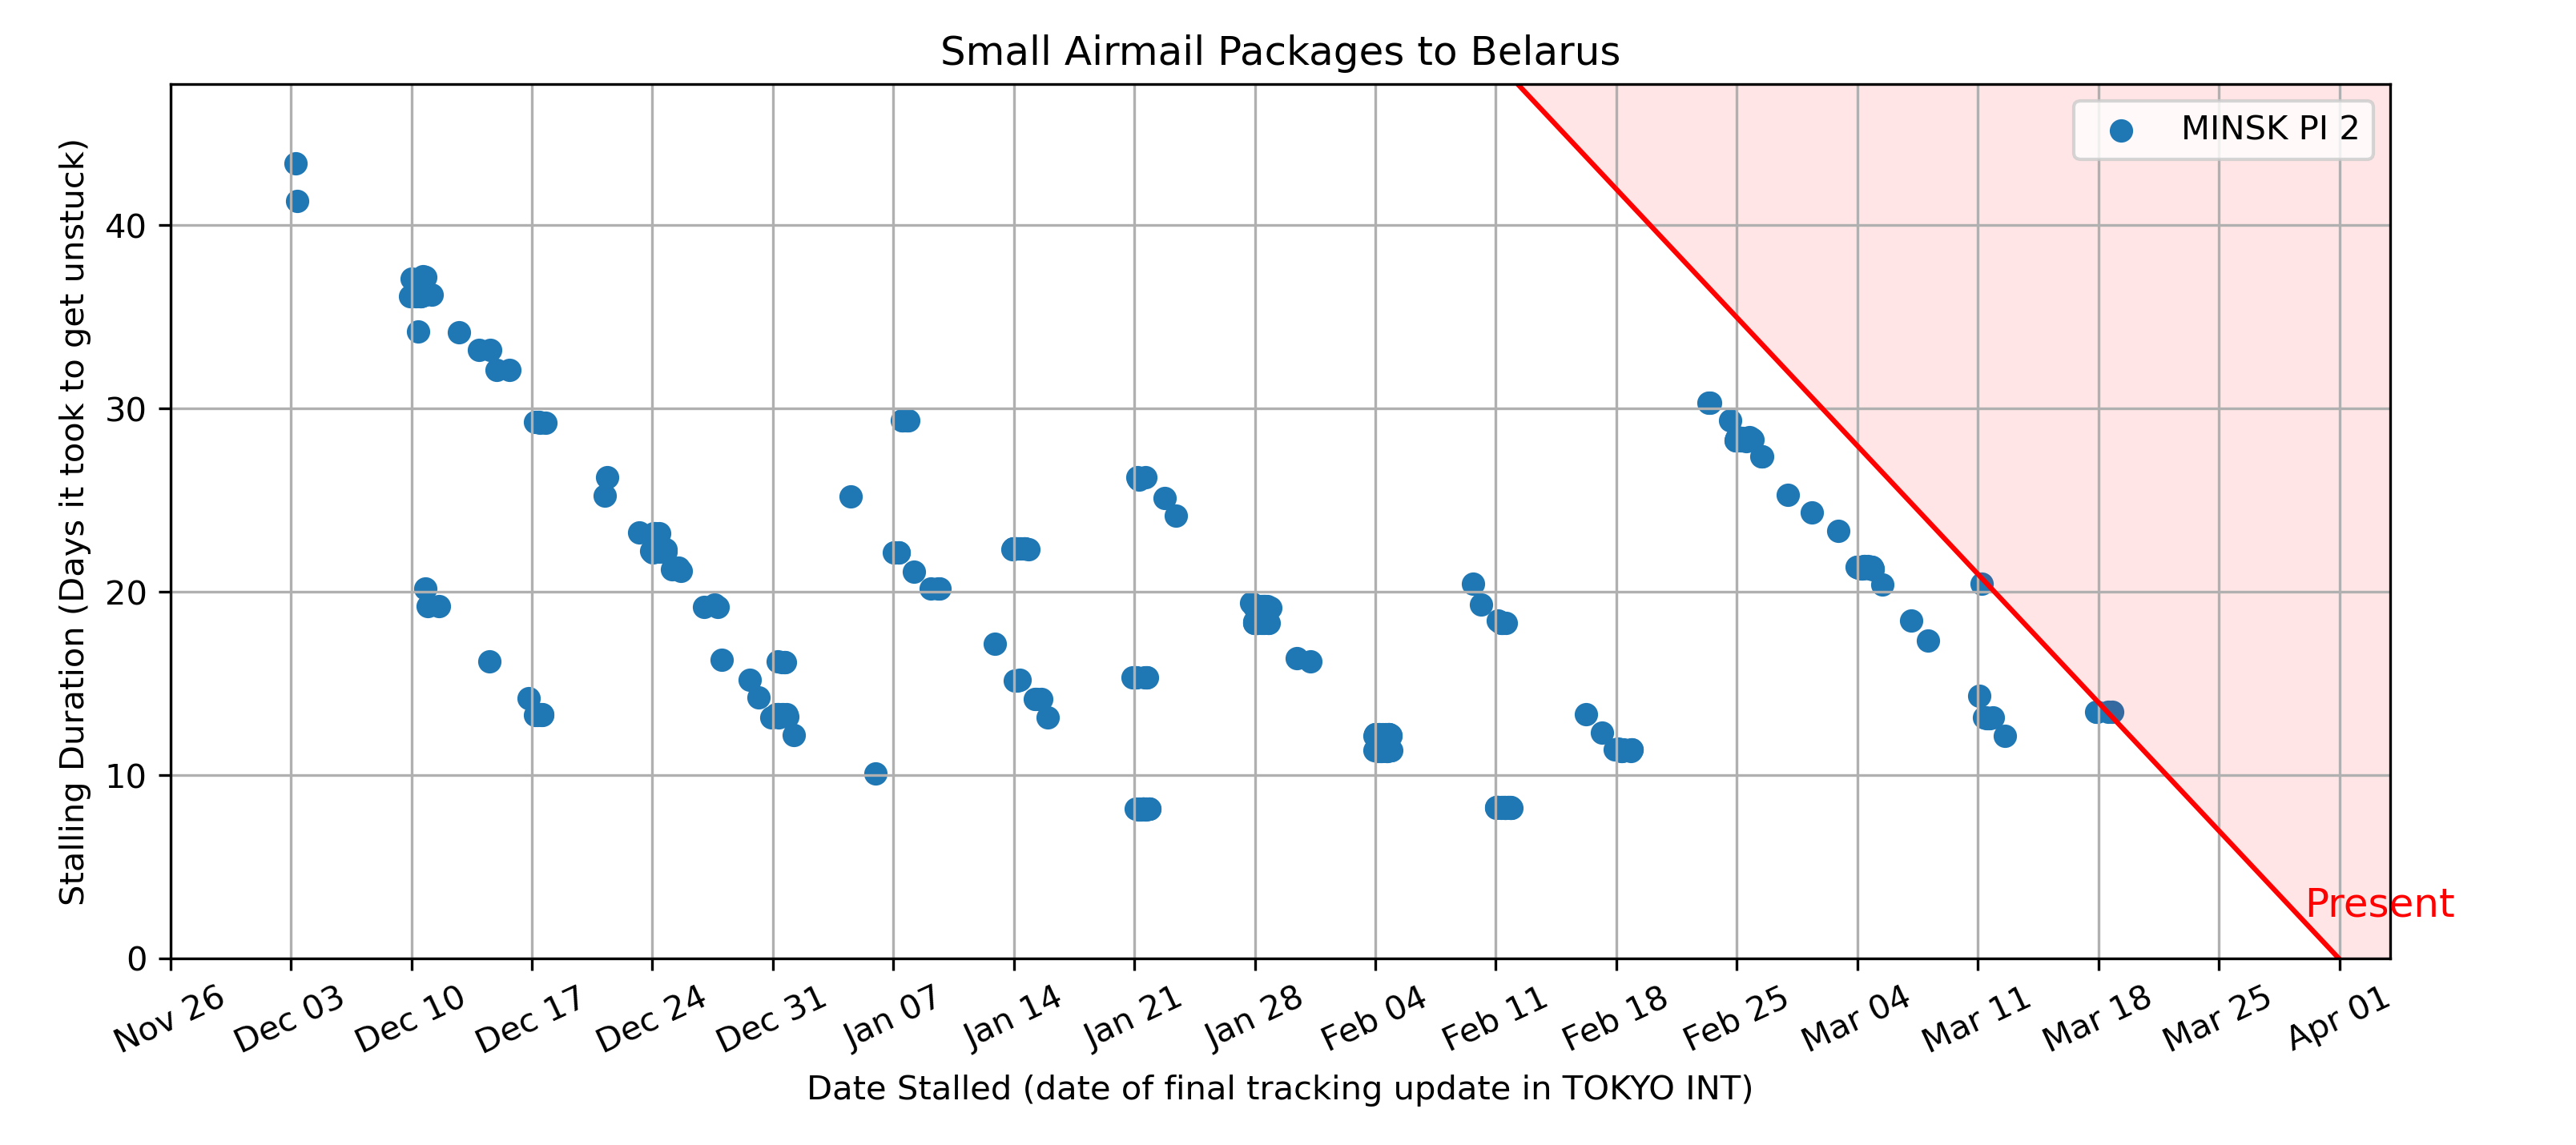 Small Airmail Packages to Belarus
MINSK PI 2
Stalling Duration (Days it took to get unstuck)
40
30
20
10
0
Present
Nov 26
Dec 03
Dec 10
Dec 17
Dec 24
Dec 31
Jan 07
Jan 14
Jan 21
Jan 28
Feb 04
Feb 11
Feb 18
Feb 25
Mar 04
Mar 11
Mar 18
Mar 25
Apr 01
Date Stalled (date of final tracking update in TOKYO INT)